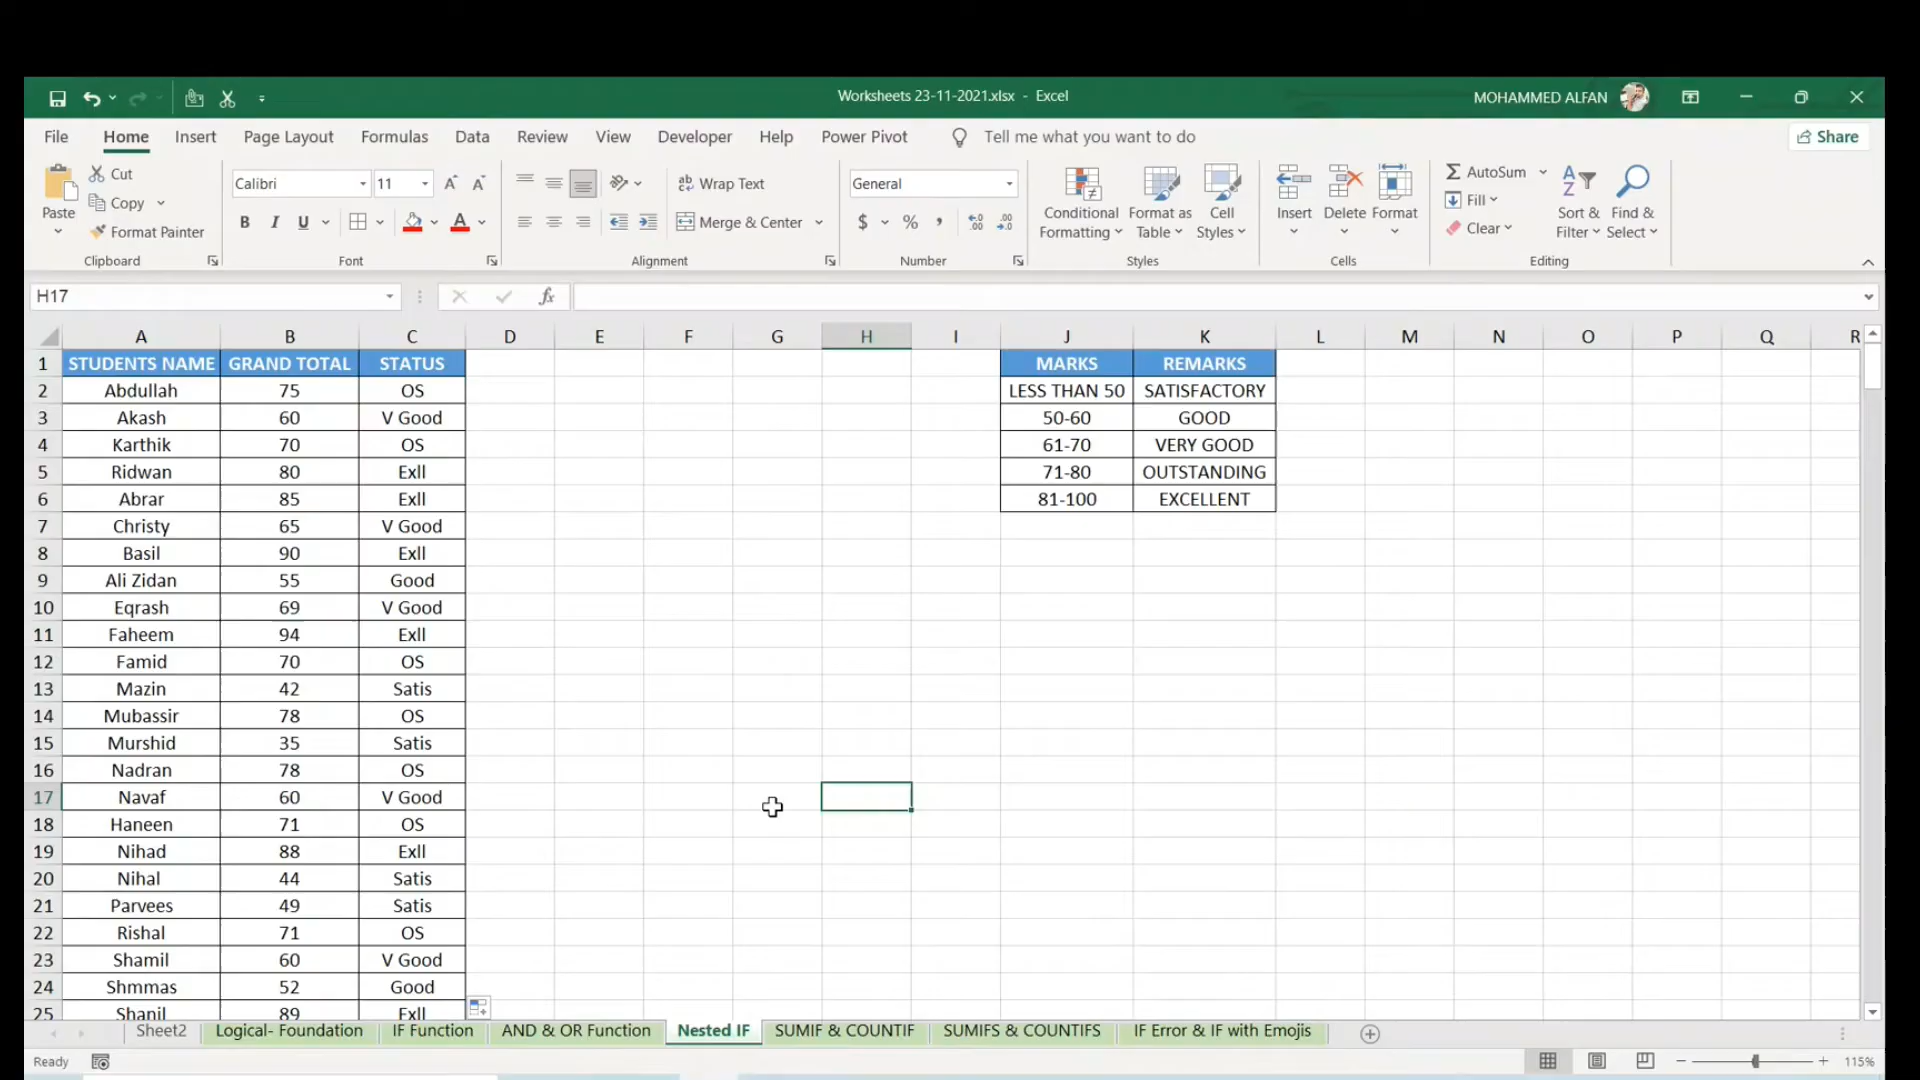 Worksheets 23-11-2021.xlsx - Excel
MOHAMMED ALFAN
File Home Insert Page Layout Formulas Data Review View Developer Help Power Pivot Tell me what you want to do Share
Paste
Cut
Copy
Format Painter
Clipboard
Calibri 11
B I U A
Font
Wrap Text
Merge & Center
Alignment
General
$ % ,
Number
Conditional Formatting
Format as Table
Cell Styles
Styles
Insert Delete Format
Cells
AutoSum
Fill
Clear
Sort & Filter
Find & Select
Editing
H17 fx
A B C D E F G H I J K L M N O P Q R
1 STUDENTS NAME GRAND TOTAL STATUS MARKS REMARKS
2 Abdullah 75 OS LESS THAN 50 SATISFACTORY
3 Akash 60 V Good 50-60 GOOD
4 Karthik 70 OS 61-70 VERY GOOD
5 Ridwan 80 Exll 71-80 OUTSTANDING
6 Abrar 85 Exll 81-100 EXCELLENT
7 Christy 65 V Good
8 Basil 90 Exll
9 Ali Zidan 55 Good
10 Eqrash 69 V Good
11 Faheem 94 Exll
12 Famid 70 OS
13 Mazin 42 Satis
14 Mubassir 78 OS
15 Murshid 35 Satis
16 Nadran 78 OS
17 Navaf 60 V Good
18 Haneen 71 OS
19 Nihad 88 Exll
20 Nihal 44 Satis
21 Parvees 49 Satis
22 Rishal 71 OS
23 Shamil 60 V Good
24 Shmmas 52 Good
25 Shanil 89 Exll
Sheet2 Logical- Foundation IF Function AND & OR Function Nested IF SUMIF & COUNTIF SUMIFS & COUNTIFS IF Error & IF with Emojis
Ready 115%